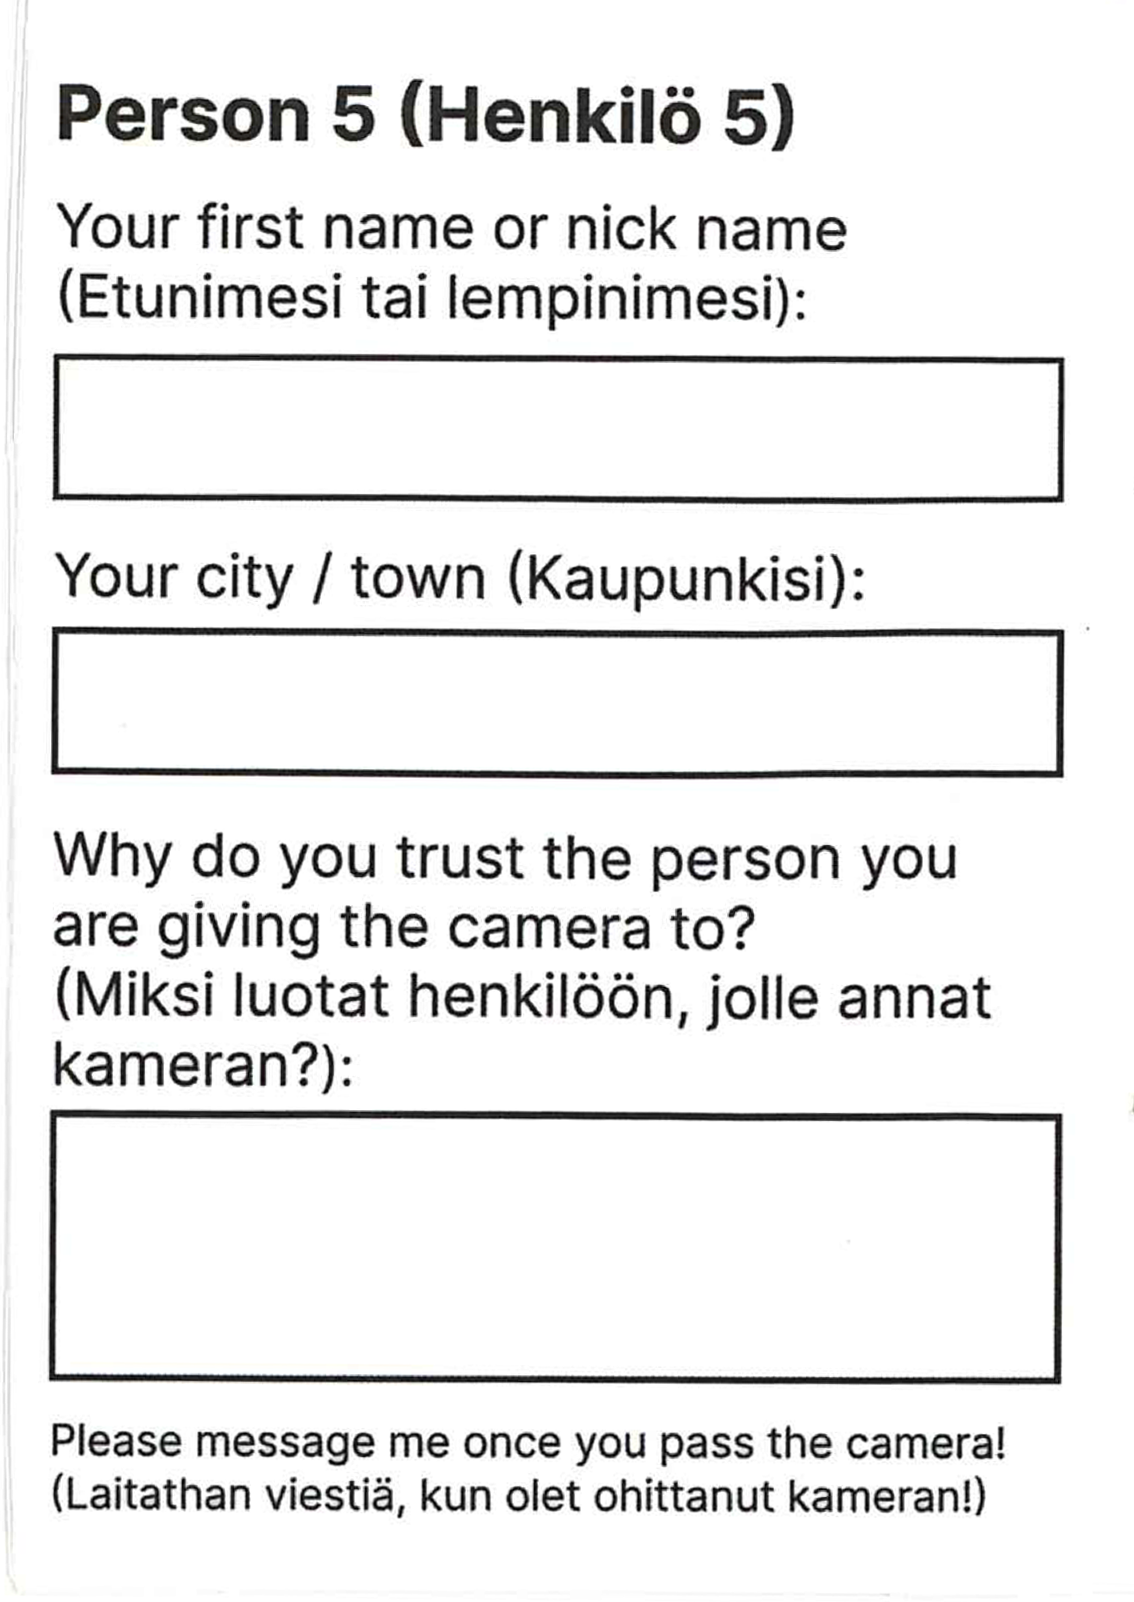 Person 5 (Henkilö 5)
Your first name or nick name
(Etunimesi tai lempinimesi):
Your city / town (Kaupunkisi):
Why do you trust the person you
are giving the camera to?
(Miksi luotat henkilöön, jolle annat
kameran?):
Please message me once you pass the camera!
(Laitathan viestiä, kun olet ohittanut kameran!)